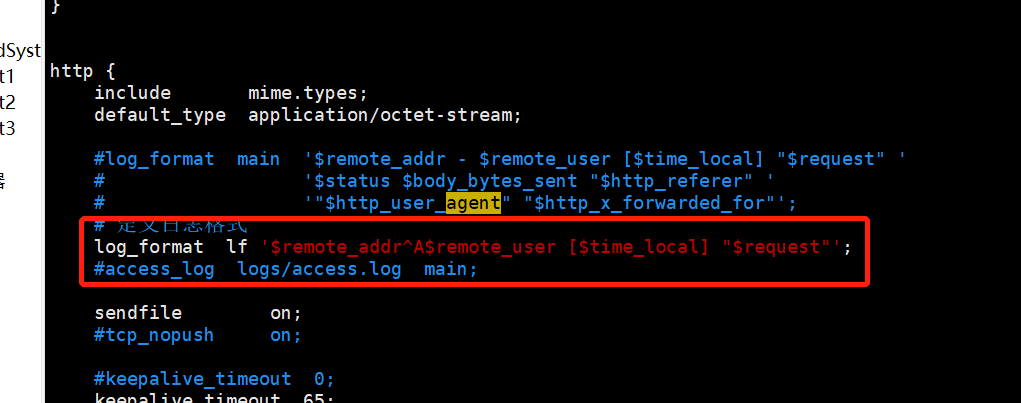 }
dSyst
http {
t1
include       mime.types;
t2
default_type  application/octet-stream;
t3
#log_format  main  '$remote_addr - $remote_user [$time_local] "$request" '
#                  '$status $body_bytes_sent "$http_referer" '
#                  '"$http_user_agent" "$http_x_forwarded_for"';
# 定义日志格式
log_format  lf '$remote_addr^A$remote_user [$time_local] "$request"';
#access_log  logs/access.log  main;
sendfile        on;
#tcp_nopush     on;
#keepalive_timeout  0;
keepalive_timeout  65;